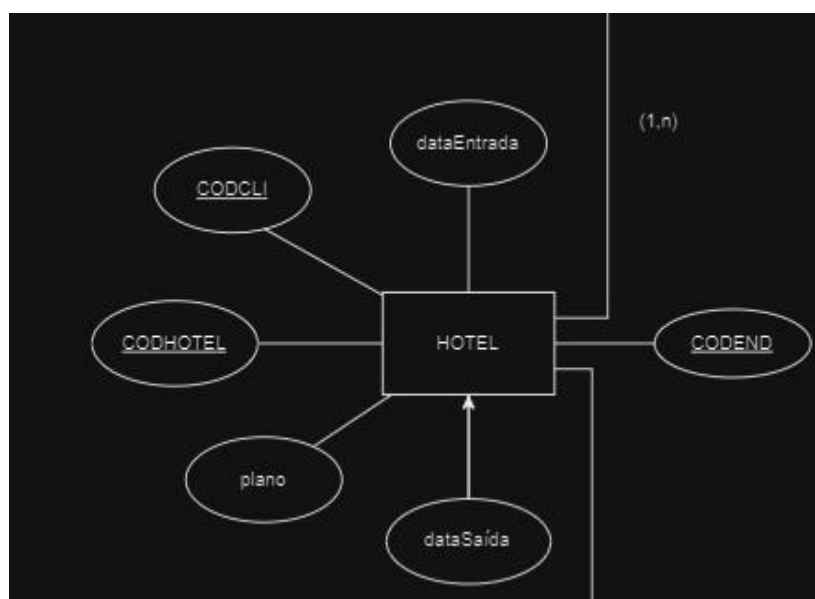 (1,n)
dataEntrada
CODCLI
CODHOTEL
HOTEL
CODEND
plano
dataSaída